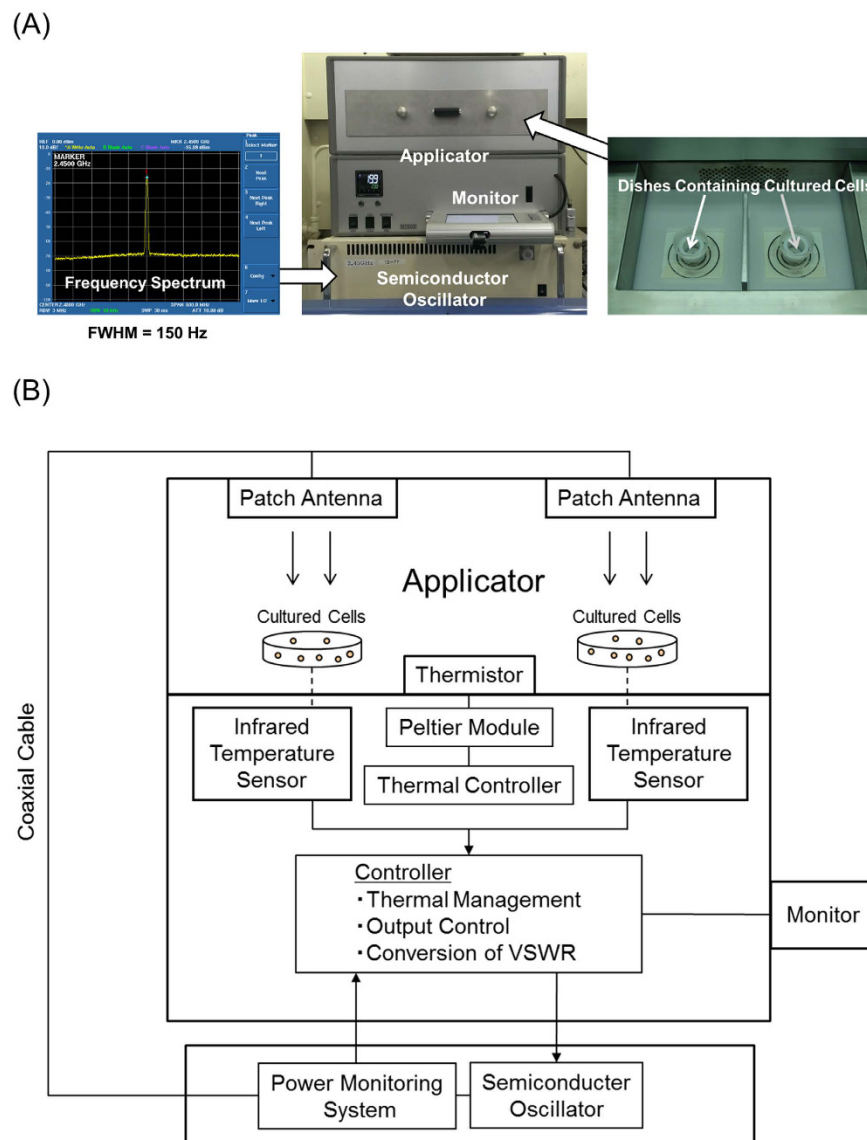 (A)
MARKER
2.4500 GHz
Frequency Spectrum
FWHM = 150 Hz
Applicator
Monitor
2.45GHz
Semiconductor
Oscillator
Dishes Containing Cultured Cells
(B)
Patch Antenna
Patch Antenna
Applicator
Cultured Cells
Cultured Cells
Thermistor
Coaxial Cable
Infrared
Temperature
Sensor
Peltier Module
Thermal Controller
Infrared
Temperature
Sensor
Controller
・Thermal Management
・Output Control
・Conversion of VSWR
Monitor
Power Monitoring
System
Semiconducter
Oscillator